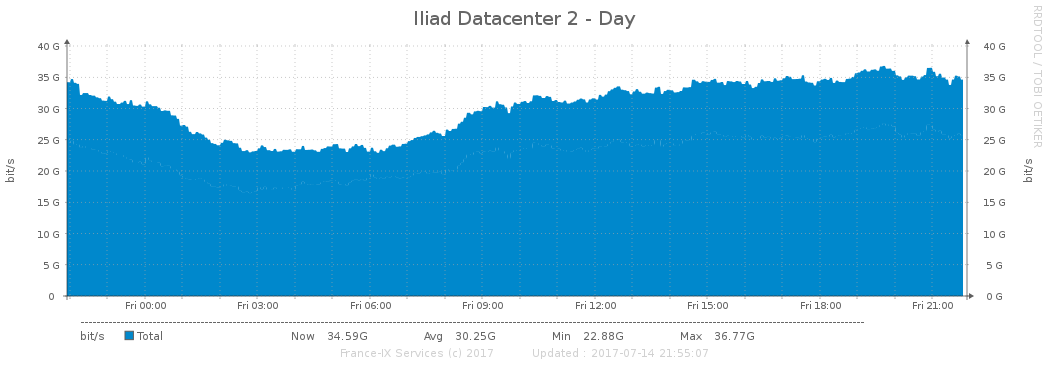 Iliad Datacenter 2 - Day
RRDTOOL / TOBI OETIKER
40 G 40 G
35 G 35 G
30 G 30 G
25 G 25 G
20 G 20 G
15 G 15 G
10 G 10 G
5 G 5 G
0 0 G
bit/s bit/s
Fri 00:00 Fri 03:00 Fri 06:00 Fri 09:00 Fri 12:00 Fri 15:00 Fri 18:00 Fri 21:00
bit/s Total Now 34.59G Avg 30.25G Min 22.88G Max 36.77G
France-IX Services (c) 2017 Updated : 2017-07-14 21:55:07